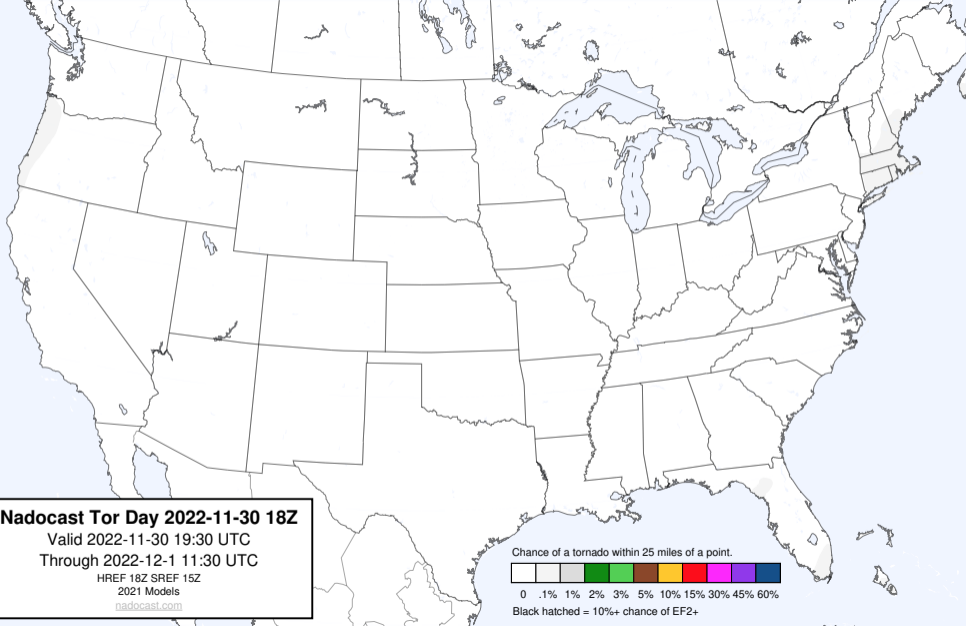 Nadocast Tor Day 2022-11-30 18Z
Valid 2022-11-30 19:30 UTC
Through 2022-12-1 11:30 UTC
HREF 18Z SREF 15Z
2021 Models
nadocast.com
Chance of a tornado within 25 miles of a point.
0 .1% 1% 2% 3% 5% 10% 15% 30% 45% 60%
Black hatched = 10%+ chance of EF2+